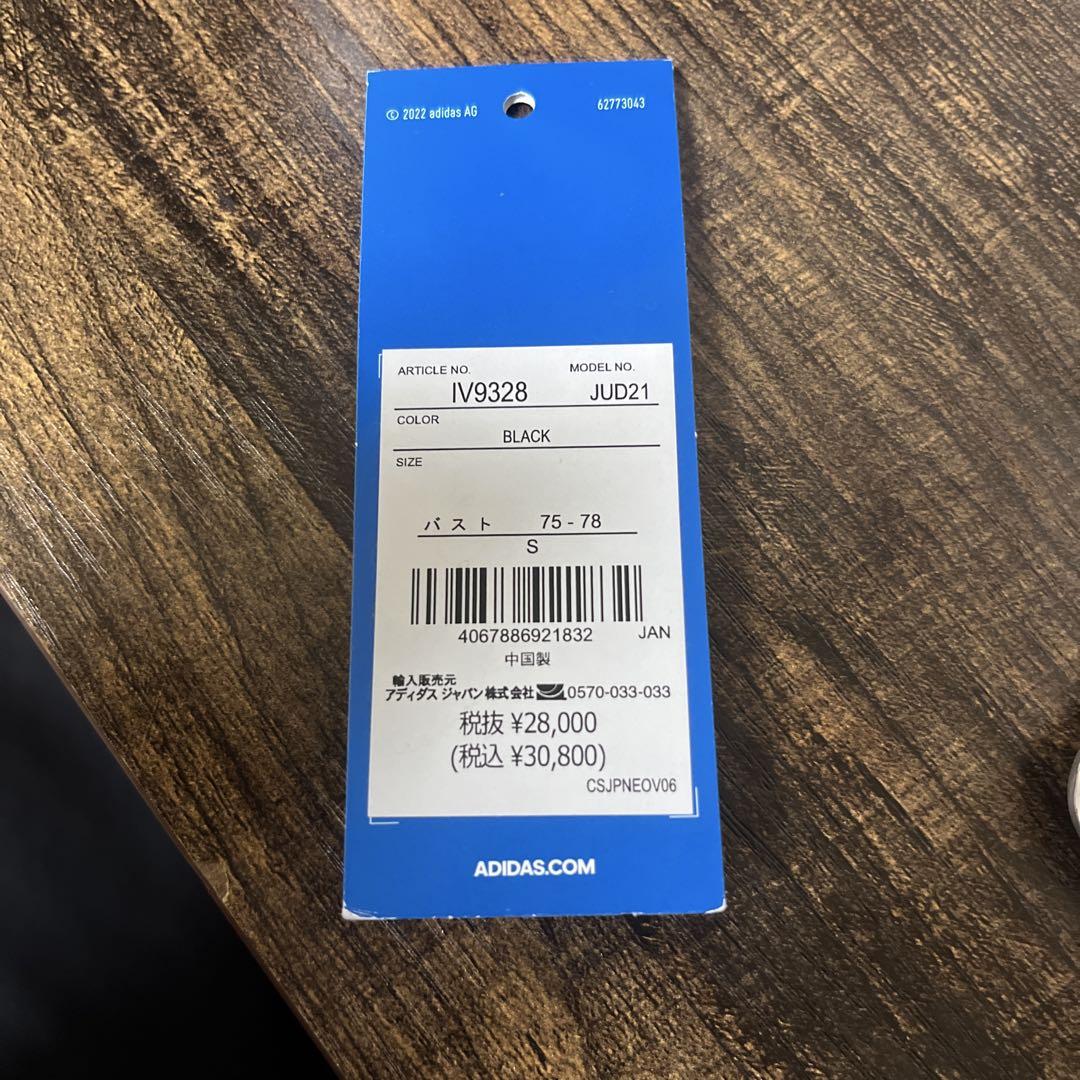 © 2022 adidas AG 62773043
ARTICLE NO. MODEL NO.
IV9328 JUD21
COLOR
BLACK
SIZE
バスト 75 - 78
S
4067886921832 JAN
中国製
輸入販売元
アディダス ジャパン株式会社 0570-033-033
税抜 ¥28,000
(税込 ¥30,800)
CSJPNEOV06
ADIDAS.COM